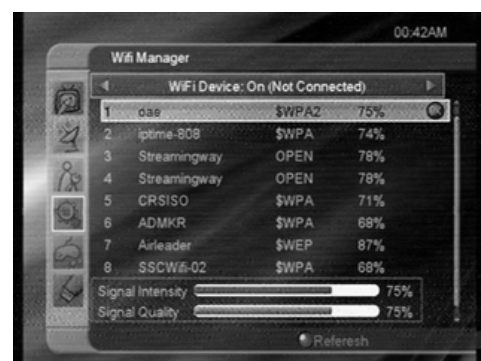 00:42AM
Wifi Manager
WiFi Device: On (Not Connected)
1 oae $WPA2 75% OK
2 iptime-808 $WPA 74%
3 Streamingway OPEN 78%
4 Streamingway OPEN 78%
5 CRSISO $WPA 71%
6 ADMKR $WPA 68%
7 Airleader $WEP 87%
8 SSCWifi-02 $WPA 68%
Signal Intensity 75%
Signal Quality 75%
Referesh